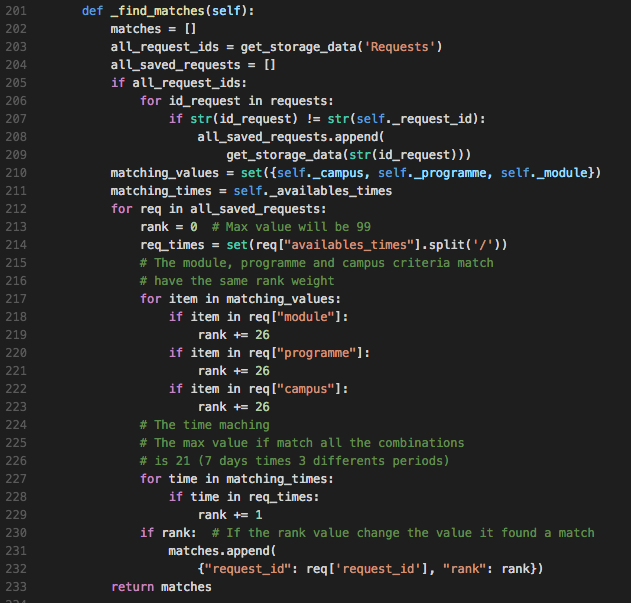 201 def _find_matches(self):
202 matches = []
203 all_request_ids = get_storage_data('Requests')
204 all_saved_requests = []
205 if all_request_ids:
206 for id_request in requests:
207 if str(id_request) != str(self._request_id):
208 all_saved_requests.append(
209 get_storage_data(str(id_request)))
210 matching_values = set({self._campus, self._programme, self._module})
211 matching_times = self._availables_times
212 for req in all_saved_requests:
213 rank = 0  # Max value will be 99
214 req_times = set(req["availables_times"].split('/'))
215 # The module, programme and campus criteria match
216 # have the same rank weight
217 for item in matching_values:
218 if item in req["module"]:
219 rank += 26
220 if item in req["programme"]:
221 rank += 26
222 if item in req["campus"]:
223 rank += 26
224 # The time maching
225 # The max value if match all the combinations
226 # is 21 (7 days times 3 differents periods)
227 for time in matching_times:
228 if time in req_times:
229 rank += 1
230 if rank:  # If the rank value change the value it found a match
231 matches.append(
232 {"request_id": req['request_id'], "rank": rank})
233 return matches